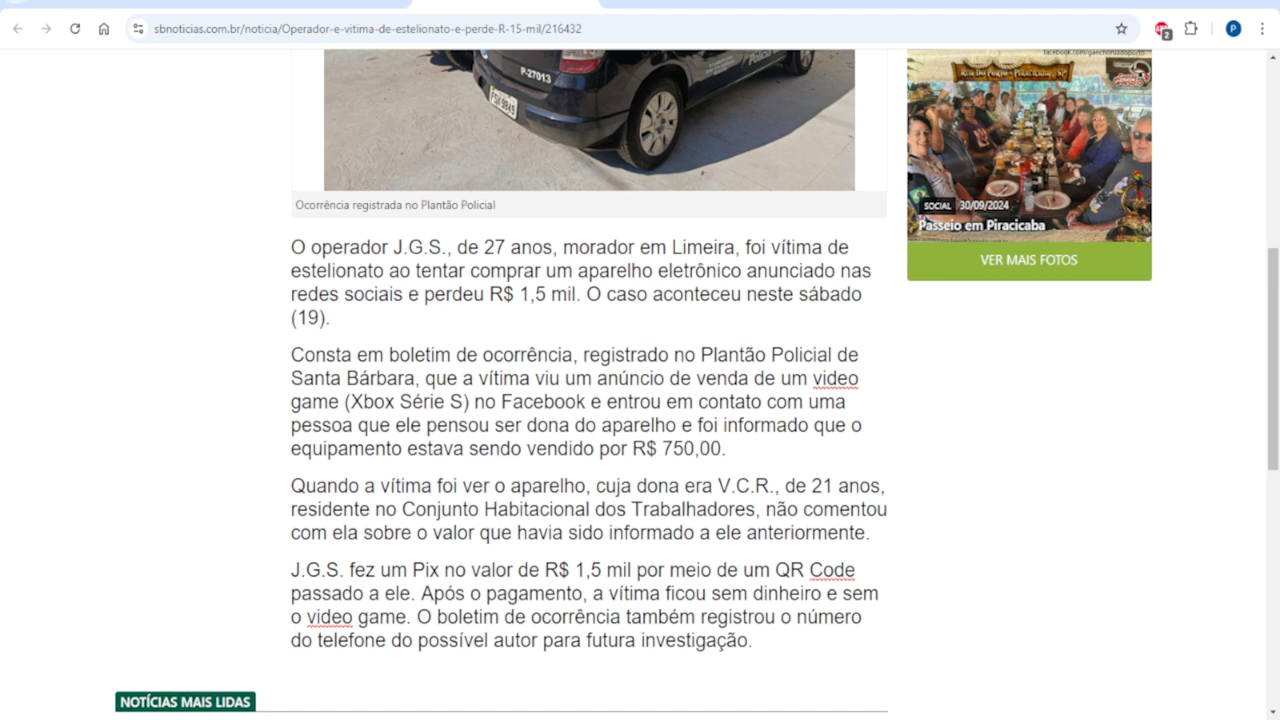 sbnoticias.com.br/noticia/Operador-e-vitima-de-estelionato-e-perde-R-15-mil/216432
2
P
P-27013
Ocorrência registrada no Plantão Policial
O operador J.G.S., de 27 anos, morador em Limeira, foi vítima de
estelionato ao tentar comprar um aparelho eletrônico anunciado nas
redes sociais e perdeu R$ 1,5 mil. O caso aconteceu neste sábado
(19).
Consta em boletim de ocorrência, registrado no Plantão Policial de
Santa Bárbara, que a vítima viu um anúncio de venda de um video
game (Xbox Série S) no Facebook e entrou em contato com uma
pessoa que ele pensou ser dona do aparelho e foi informado que o
equipamento estava sendo vendido por R$ 750,00.
Quando a vítima foi ver o aparelho, cuja dona era V.C.R., de 21 anos,
residente no Conjunto Habitacional dos Trabalhadores, não comentou
com ela sobre o valor que havia sido informado a ele anteriormente.
J.G.S. fez um Pix no valor de R$ 1,5 mil por meio de um QR Code
passado a ele. Após o pagamento, a vítima ficou sem dinheiro e sem
o video game. O boletim de ocorrência também registrou o número
do telefone do possível autor para futura investigação.
NOTÍCIAS MAIS LIDAS
RUA DO PORTO - PIRACICABA - SP
SOCIAL 30/09/2024
Passeio em Piracicaba
VER MAIS FOTOS